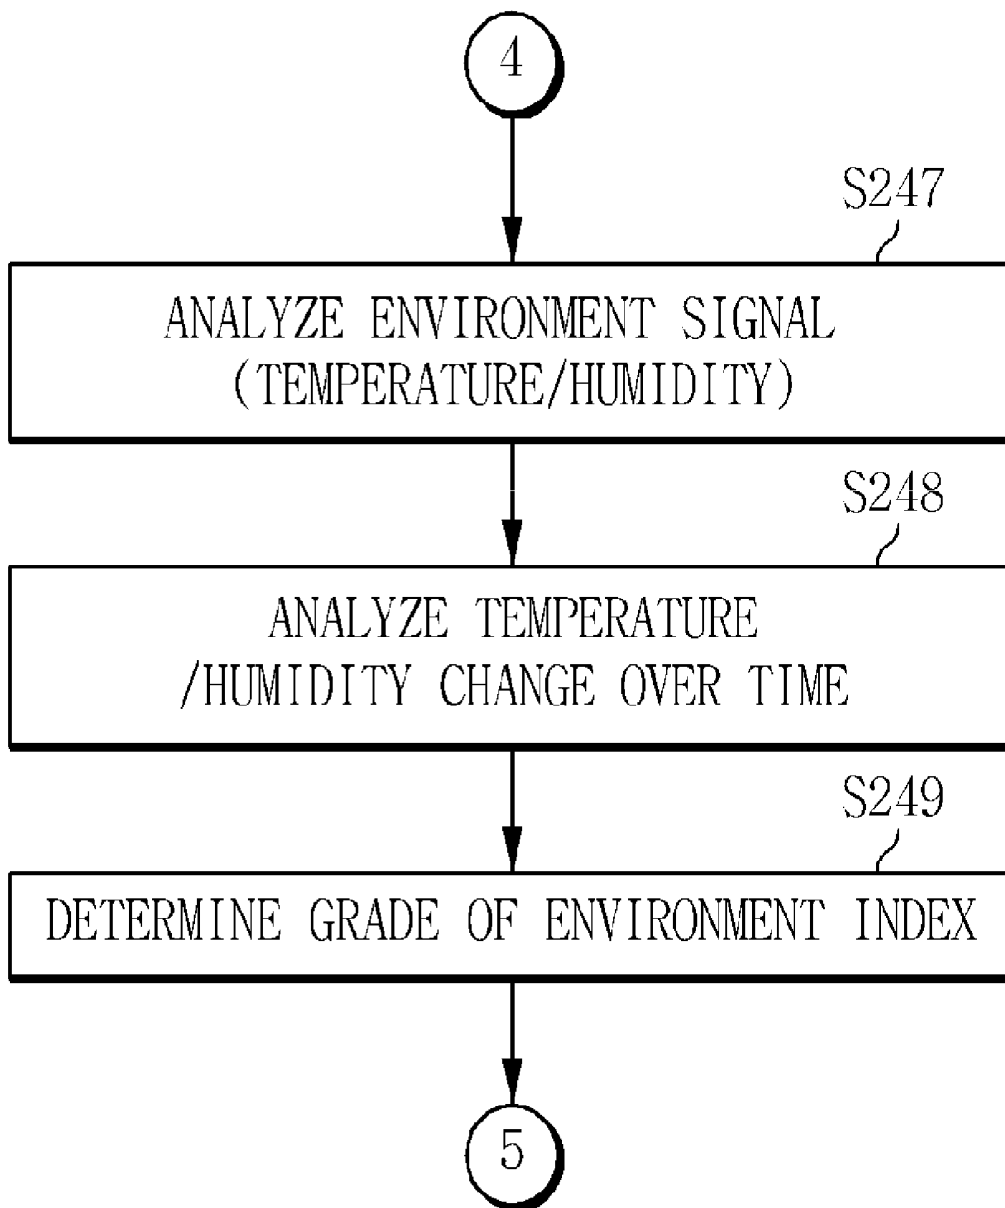 4
S247
ANALYZE ENVIRONMENT SIGNAL
(TEMPERATURE/HUMIDITY)
S248
ANALYZE TEMPERATURE
/HUMIDITY CHANGE OVER TIME
S249
DETERMINE GRADE OF ENVIRONMENT INDEX
5